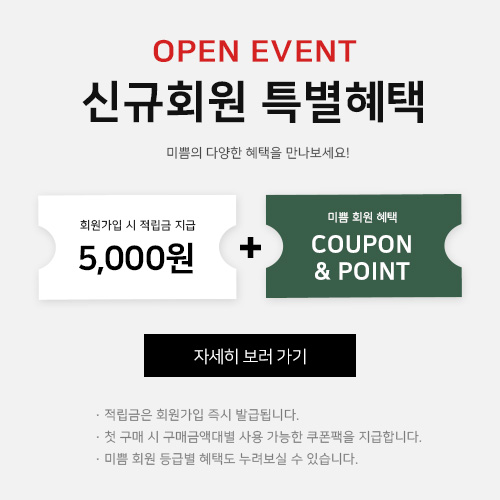 OPEN EVENT
신규회원 특별혜택
미쁨의 다양한 혜택을 만나보세요!
회원가입 시 적립금 지급
5,000원
+
미쁨 회원 혜택
COUPON
& POINT
자세히 보러 가기
· 적립금은 회원가입 즉시 발급됩니다.
· 첫 구매 시 구매금액대별 사용 가능한 쿠폰팩을 지급합니다.
· 미쁨 회원 등급별 혜택도 누려보실 수 있습니다.